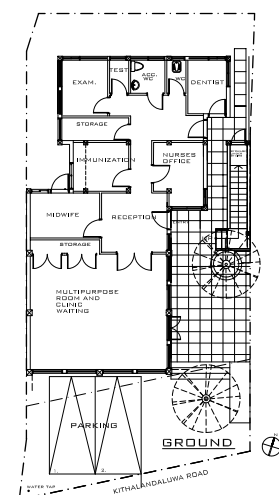 TEST
ACC.
WC
WC
EXAM.
DENTIST
STORAGE
IMMUNIZATION
NURSES
OFFICE
MIDWIFE
RECEPTION
STORAGE
MULTIPURPOSE
ROOM AND
CLINIC
WAITING
PARKING
GROUND
N
WATER TAP
KITHALANDALUWA ROAD